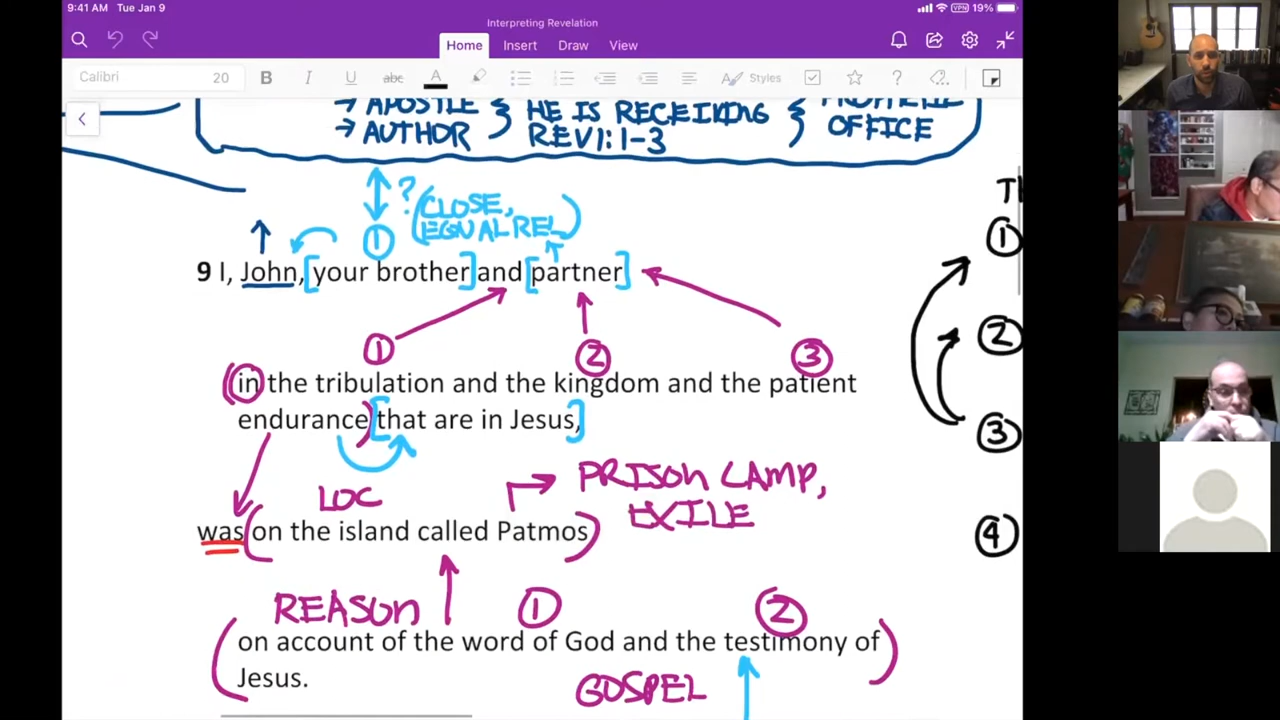 9:41 AM Tue Jan 9
VPN 19%
Interpreting Revelation
Home Insert Draw View
Calibri 20 B I U abc A Styles
→ APOSTLE } HE IS RECEIVING {
→ AUTHOR REV 1:1-3 OFFICE
? (CLOSE,
① EQUAL REL)
9 I, John, [your brother] and [partner]
① ② ③
(in the tribulation and the kingdom and the patient
endurance) [that are in Jesus,]
LOC → PRISON CAMP,
EXILE
was (on the island called Patmos)
REASON ① ②
(on account of the word of God and the testimony of
Jesus.)
GOSPEL
①
②
③
④